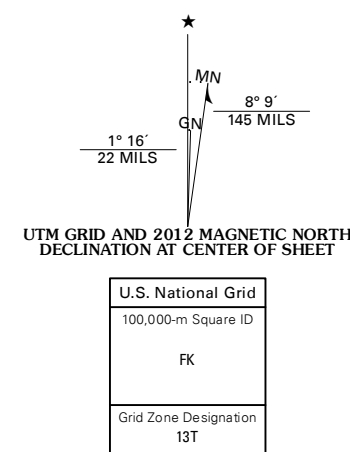 ★
MN
GN
8° 9´
145 MILS
1° 16´
22 MILS
UTM GRID AND 2012 MAGNETIC NORTH
DECLINATION AT CENTER OF SHEET
U.S. National Grid
100,000-m Square ID
FK
Grid Zone Designation
13T